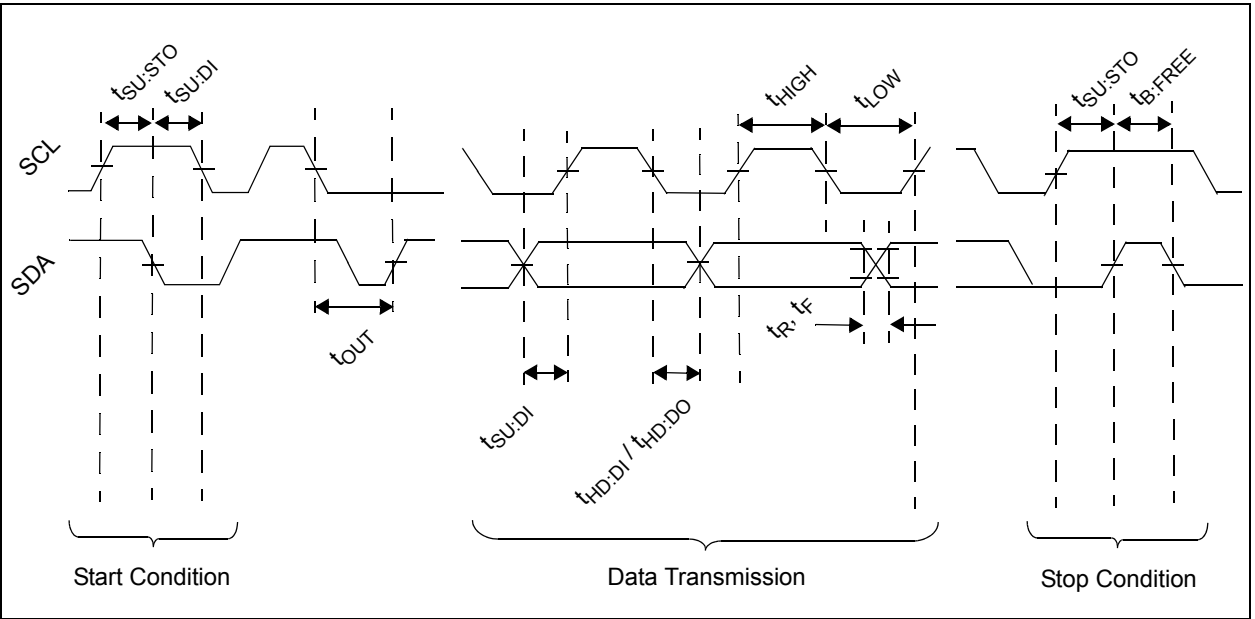 tSU:STO
tSU:DI
tHIGH
tLOW
tSU:STO
tB:FREE
SCL
SDA
tOUT
tR, tF
tSU:DI
tHD:DI / tHD:DO
Start Condition
Data Transmission
Stop Condition